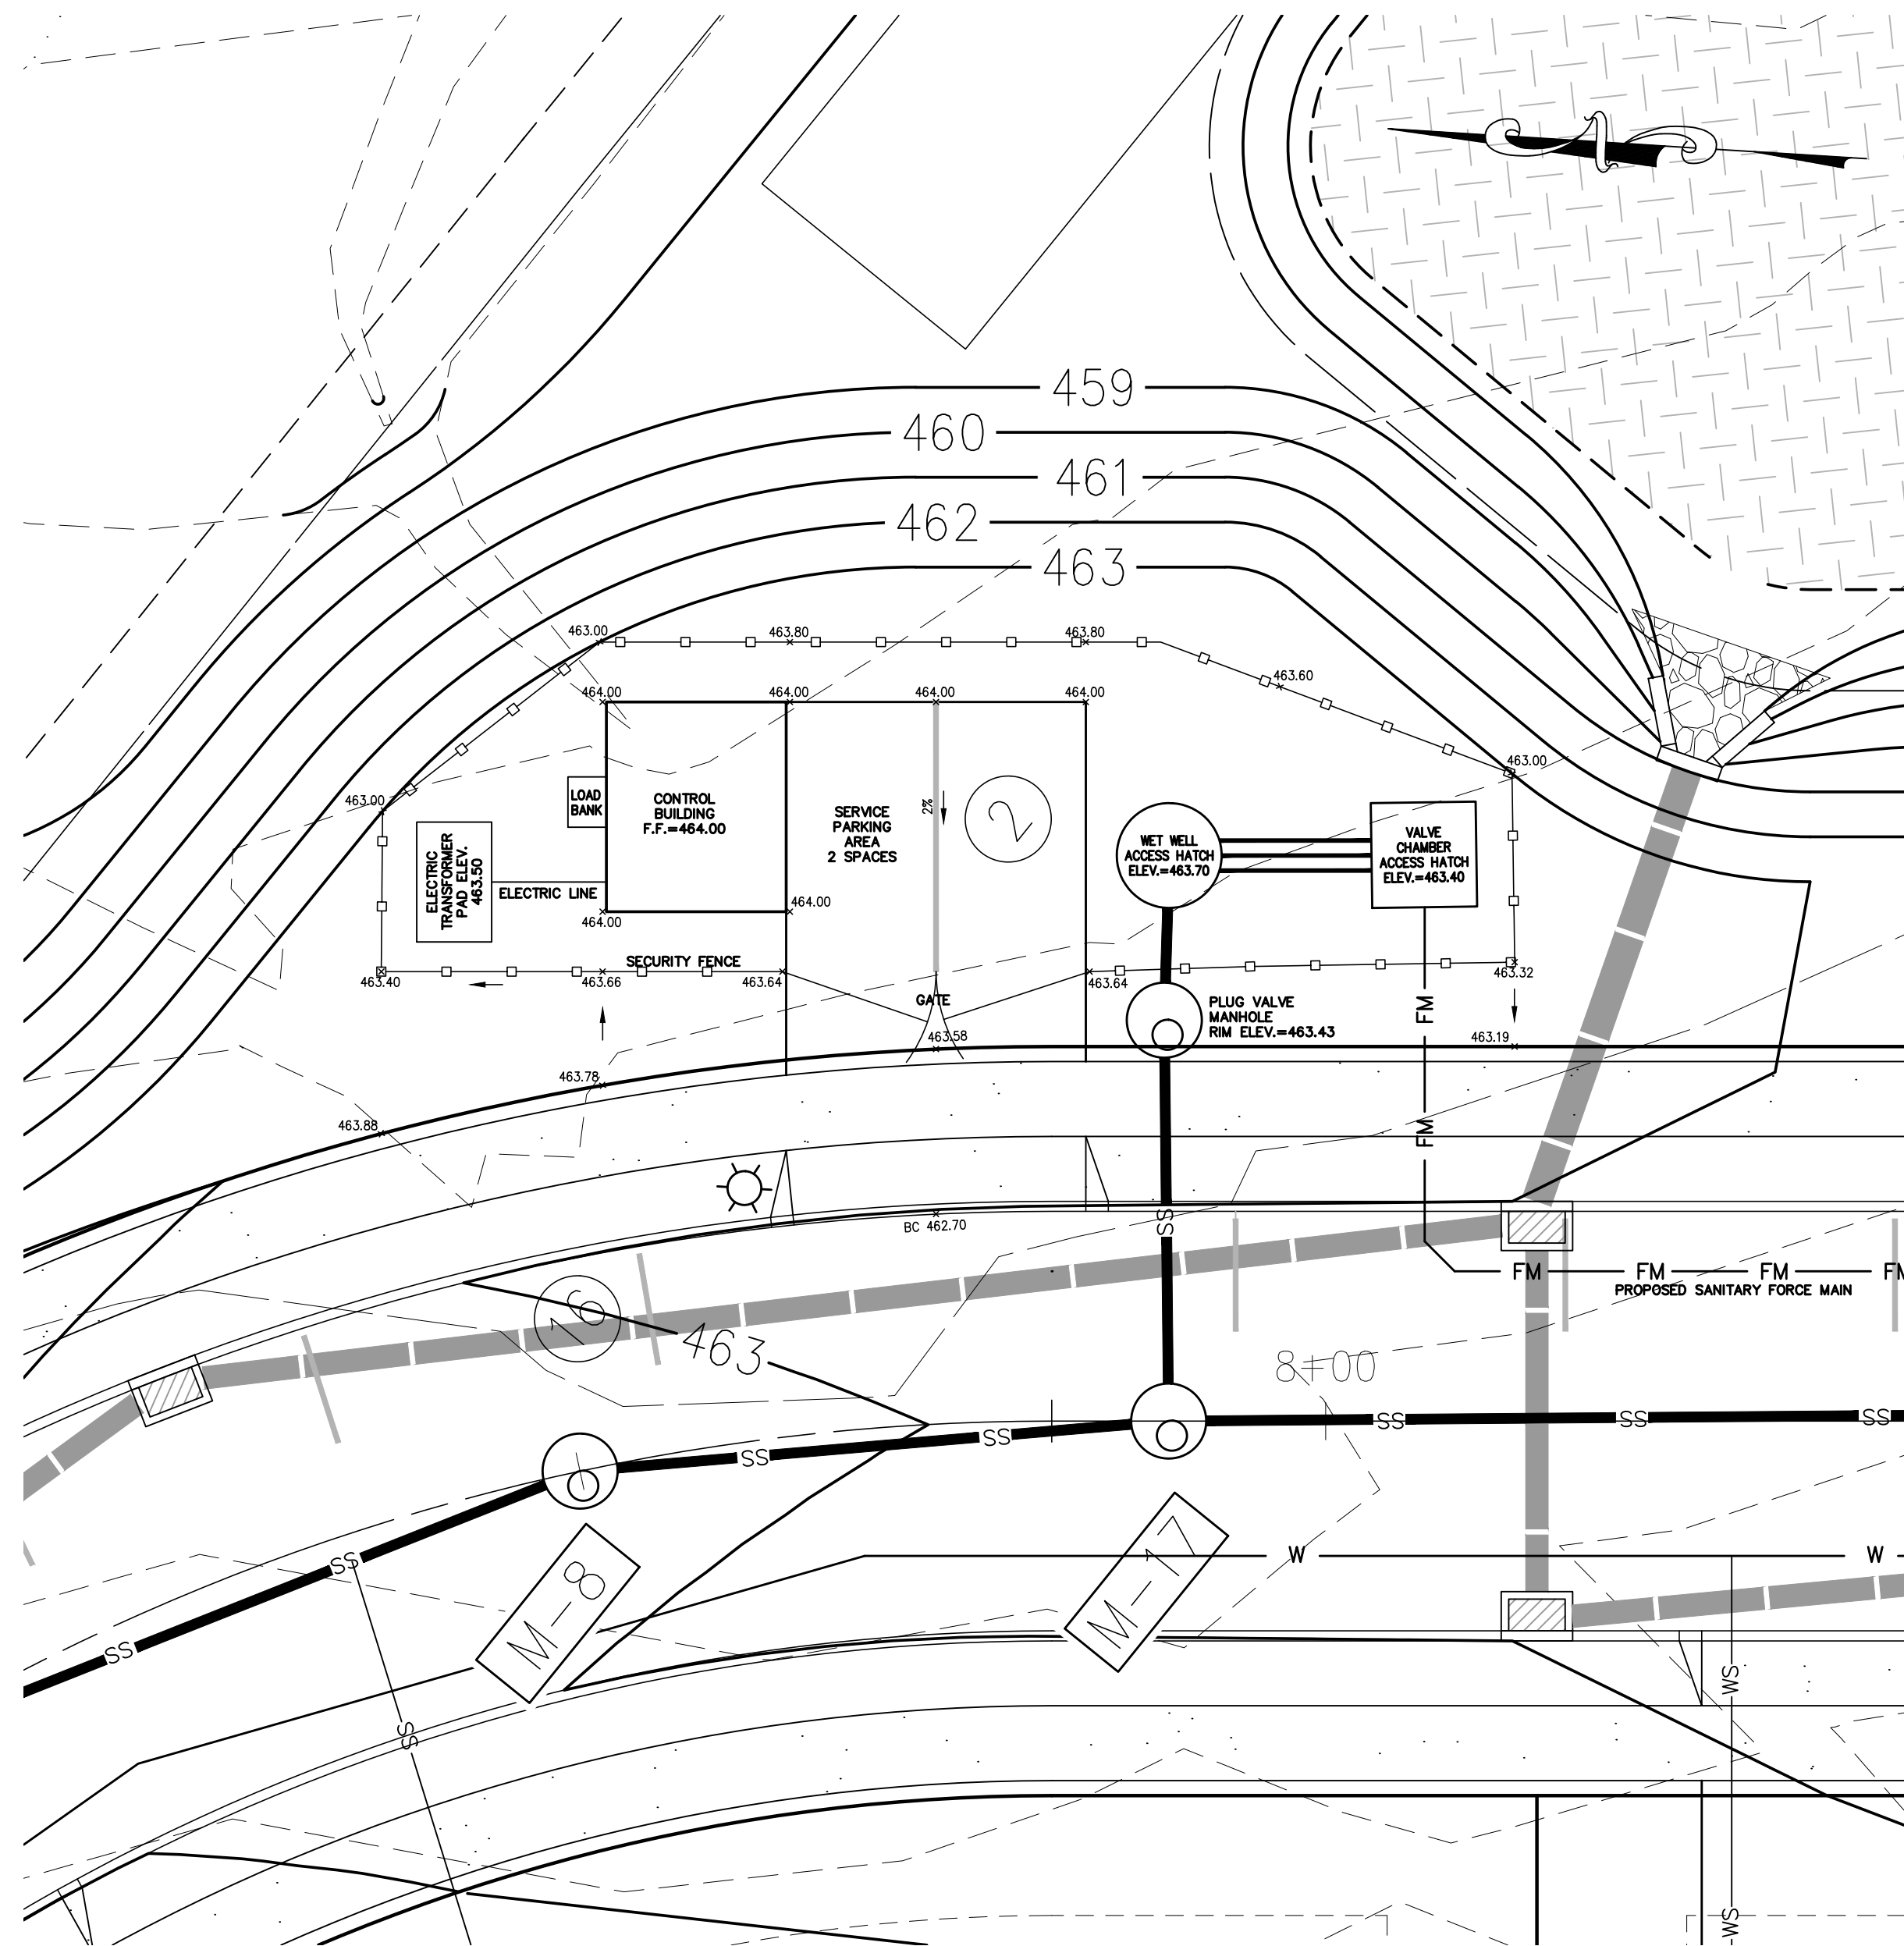 N
459
460
461
462
463
463.00
463.80
463.80
463.60
464.00
464.00
464.00
464.00
463.00
463.00
LOAD
BANK
CONTROL
BUILDING
F.F.=464.00
SERVICE
PARKING
AREA
2 SPACES
2%
2
WET WELL
ACCESS HATCH
ELEV.=463.70
VALVE
CHAMBER
ACCESS HATCH
ELEV.=463.40
ELECTRIC
TRANSFORMER
PAD ELEV.
463.50
ELECTRIC LINE
464.00
464.00
SECURITY FENCE
463.40
463.66
463.64
GATE
463.64
463.32
FM
PLUG VALVE
MANHOLE
RIM ELEV.=463.43
463.58
463.19
463.78
463.88
FM
BC 462.70
SS
FM
FM
FM
FM
PROPOSED SANITARY FORCE MAIN
16
463
8+00
SS
SS
SS
SS
SS
SS
SS
M-8
M-17
W
W
SS
WS
WS